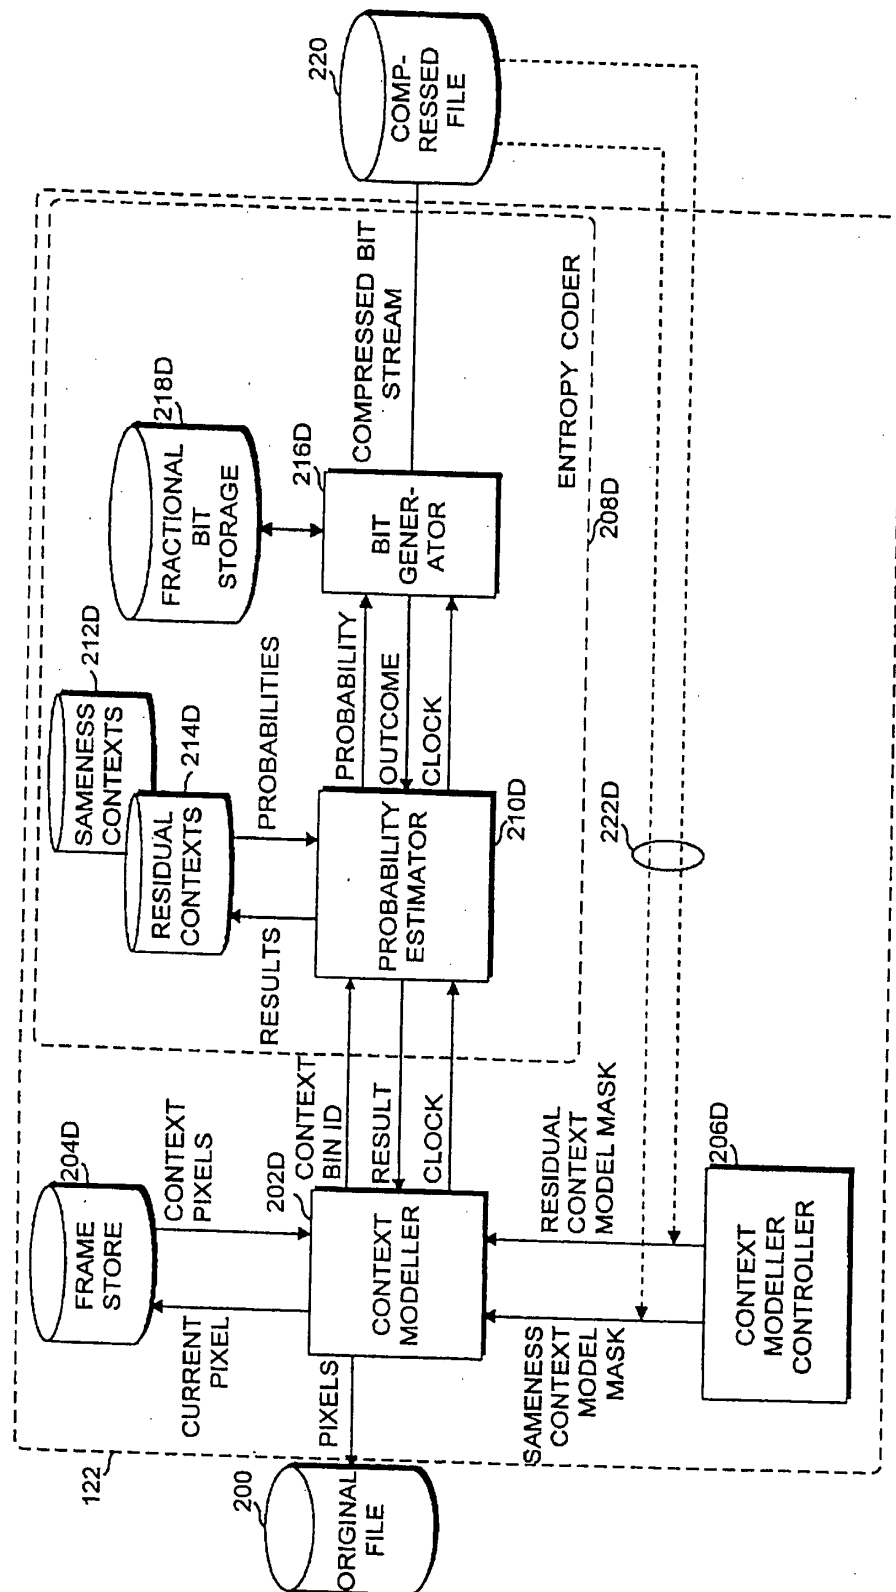 122
200
ORIGINAL
FILE
PIXELS
204D
FRAME
STORE
CURRENT
PIXEL
CONTEXT
PIXELS
202D
CONTEXT
MODELLER
SAMENESS
CONTEXT
MODEL
MASK
RESIDUAL
CONTEXT
MODEL MASK
206D
CONTEXT
MODELLER
CONTROLLER
CONTEXT
BIN ID
RESULT
CLOCK
212D
SAMENESS
CONTEXTS
214D
RESIDUAL
CONTEXTS
RESULTS
PROBABILITIES
PROBABILITY
ESTIMATOR
210D
PROBABILITY
OUTCOME
CLOCK
218D
FRACTIONAL
BIT
STORAGE
216D
BIT
GENER-
ATOR
COMPRESSED BIT
STREAM
ENTROPY CODER
208D
222D
220
COMP-
RESSED
FILE